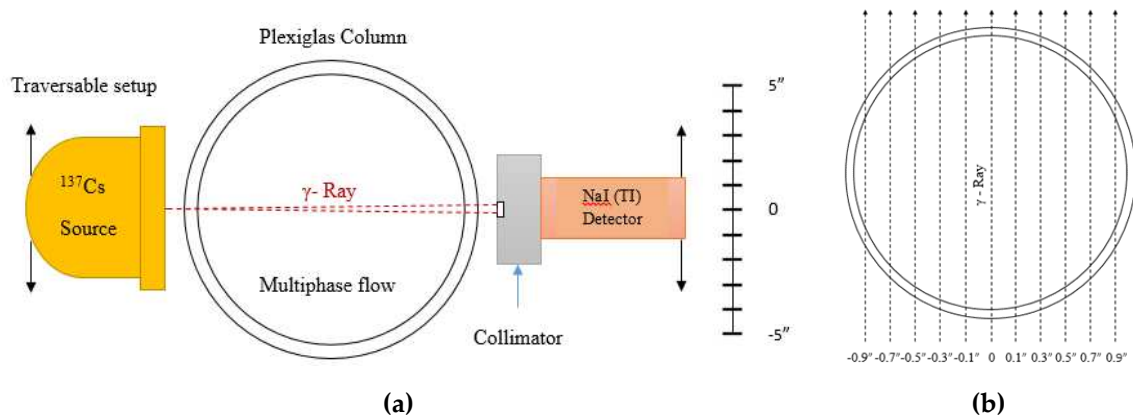 Plexiglas Column
Traversable setup
¹³⁷Cs
Source
γ- Ray
Multiphase flow
NaI (TI)
Detector
Collimator
5″
0
-5″
(a)
γ - Ray
-0.9″ -0.7″ -0.5″ -0.3″ -0.1″ 0 0.1″ 0.3″ 0.5″ 0.7″ 0.9″
(b)